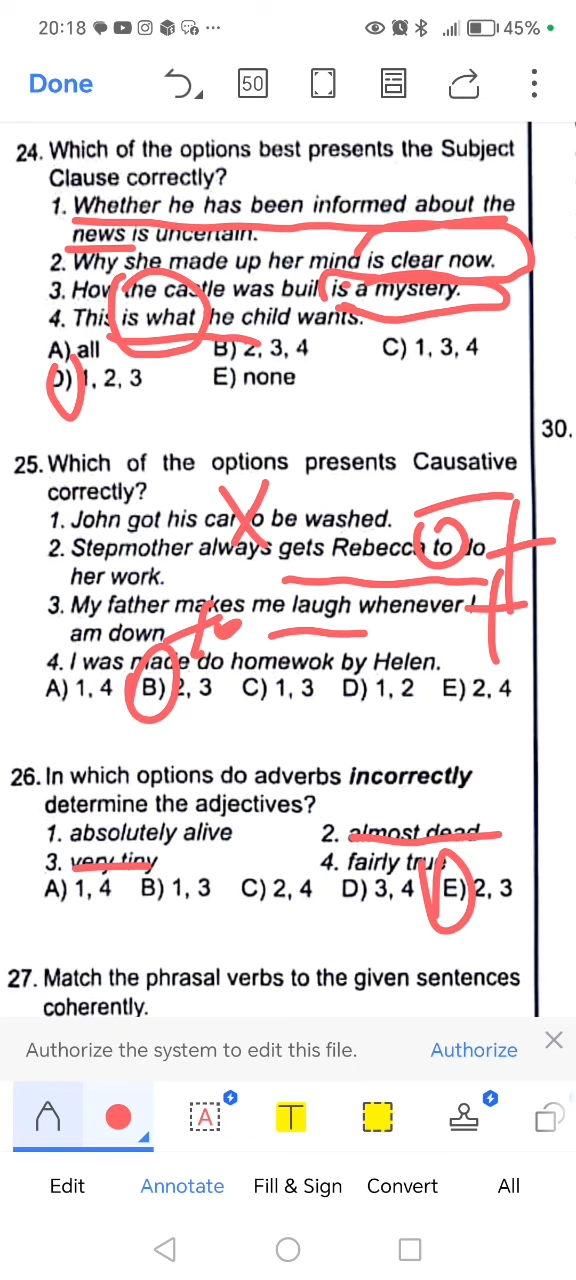 20:18 45%
Done 50
24. Which of the options best presents the Subject
Clause correctly?
1. Whether he has been informed about the
news is uncertain.
2. Why she made up her mind is clear now.
3. How the castle was built is a mystery.
4. This is what the child wants.
A) all B) 2, 3, 4 C) 1, 3, 4
D) 1, 2, 3 E) none
30.
25. Which of the options presents Causative
correctly?
1. John got his car to be washed.
2. Stepmother always gets Rebecca to do
her work.
3. My father makes me laugh whenever I
am down
to
4. I was made do homewok by Helen.
A) 1, 4 B) 2, 3 C) 1, 3 D) 1, 2 E) 2, 4
26. In which options do adverbs incorrectly
determine the adjectives?
1. absolutely alive 2. almost dead
3. very tiny 4. fairly true
A) 1, 4 B) 1, 3 C) 2, 4 D) 3, 4 E) 2, 3
27. Match the phrasal verbs to the given sentences
coherently.
Authorize the system to edit this file. Authorize
A T
Edit Annotate Fill & Sign Convert All